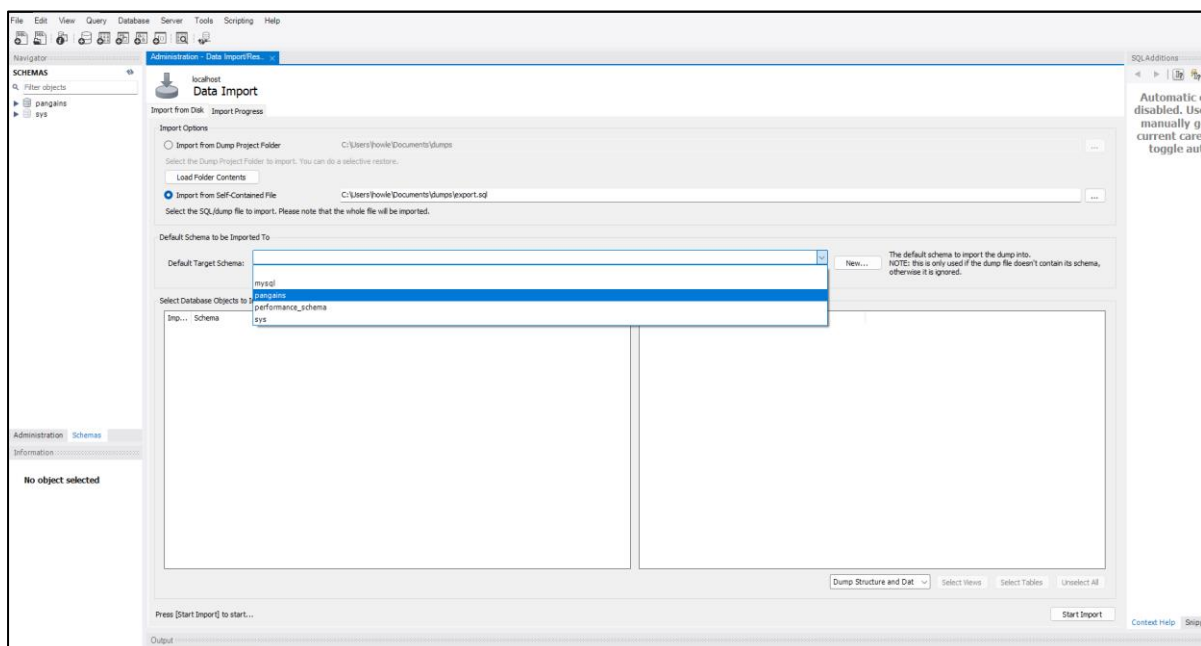 File Edit View Query Database Server Tools Scripting Help
Navigator
SCHEMAS
Filter objects
pangains
sys
Administration Schemas
Information
No object selected
Administration - Data Import/Res... ×
localhost
Data Import
Import from Disk Import Progress
Import Options
Import from Dump Project Folder C:\Users\howle\Documents\dumps ...
Select the Dump Project Folder to import. You can do a selective restore.
Load Folder Contents
Import from Self-Contained File C:\Users\howle\Documents\dumps\export.sql ...
Select the SQL/dump file to import. Please note that the whole file will be imported.
Default Schema to be Imported To
Default Target Schema: New...
The default schema to import the dump into.
NOTE: this is only used if the dump file doesn't contain its schema,
otherwise it is ignored.
mysql
pangains
performance_schema
sys
Select Database Objects to I
Imp... Schema
Dump Structure and Dat Select Views Select Tables Unselect All
Press [Start Import] to start... Start Import
Output
SQLAdditions
Automatic
disabled. Use
manually g
current care
toggle aut
Context Help Snip